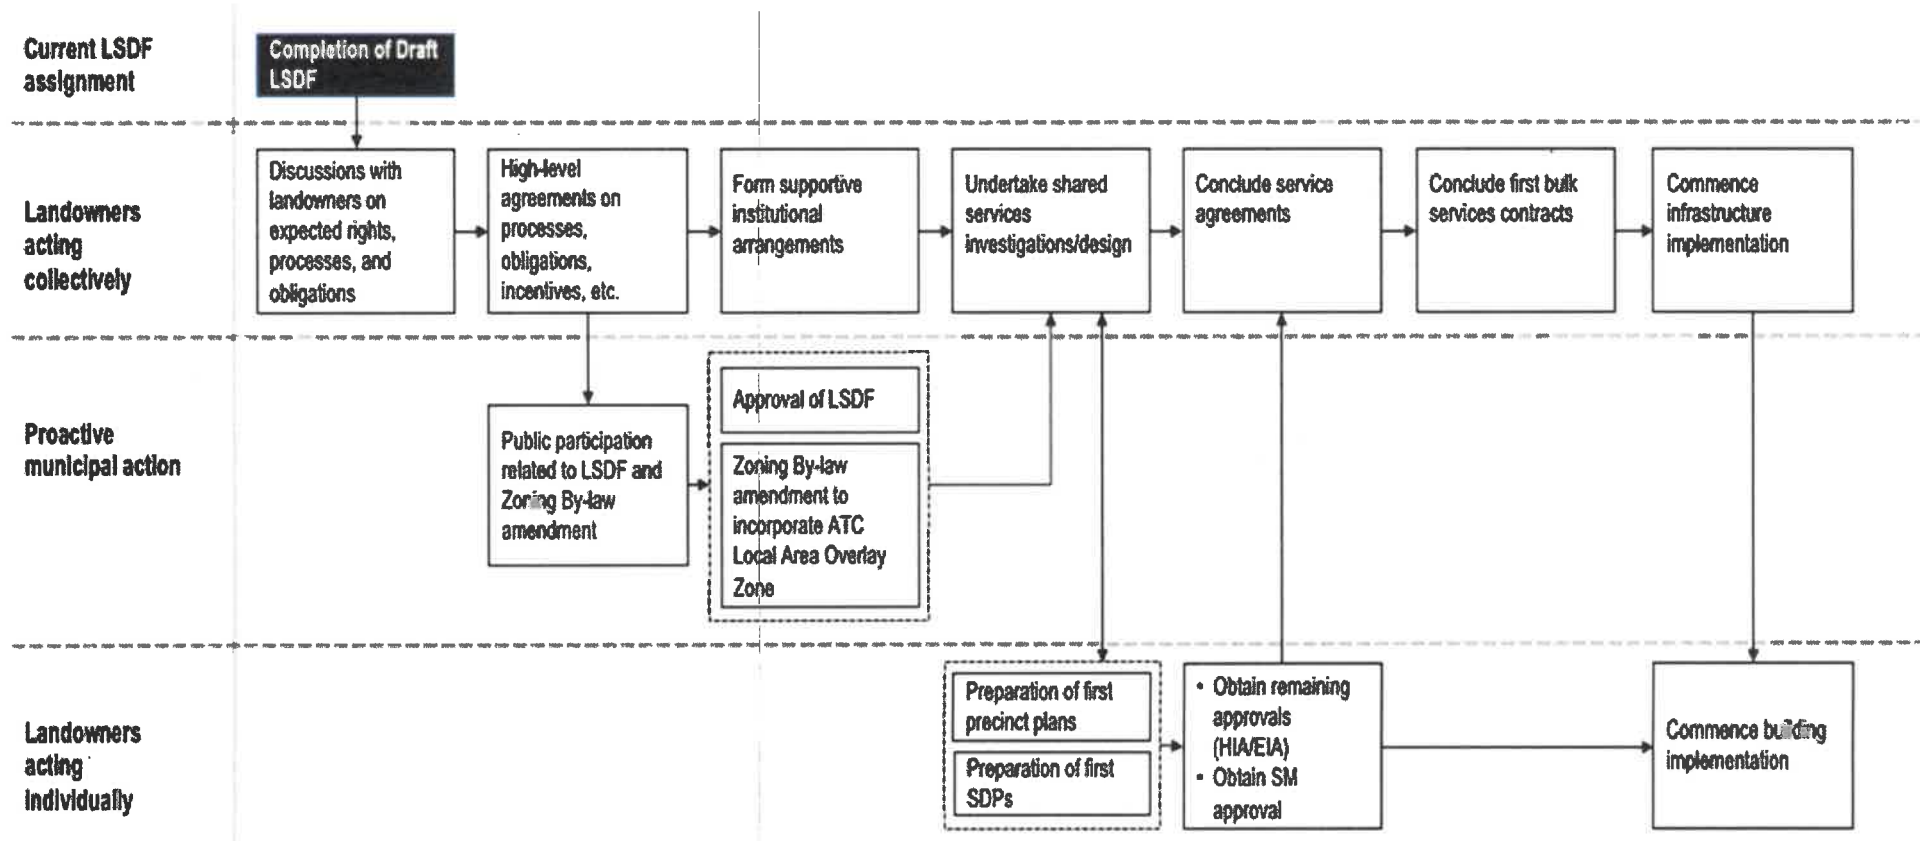 Current LSDF
assignment
Completion of Draft
LSDF
Landowners
acting
collectively
Discussions with
landowners on
expected rights,
processes, and
obligations
High-level
agreements on
processes,
obligations,
incentives, etc.
Form supportive
institutional
arrangements
Undertake shared
services
investigations/design
Conclude service
agreements
Conclude first bulk
services contracts
Commence
infrastructure
implementation
Proactive
municipal action
Public participation
related to LSDF and
Zoning By-law
amendment
Approval of LSDF
Zoning By-law
amendment to
incorporate ATC
Local Area Overlay
Zone
Landowners
acting
individually
Preparation of first
precinct plans
Preparation of first
SDPs
• Obtain remaining
approvals
(HIA/EIA)
• Obtain SM
approval
Commence building
implementation